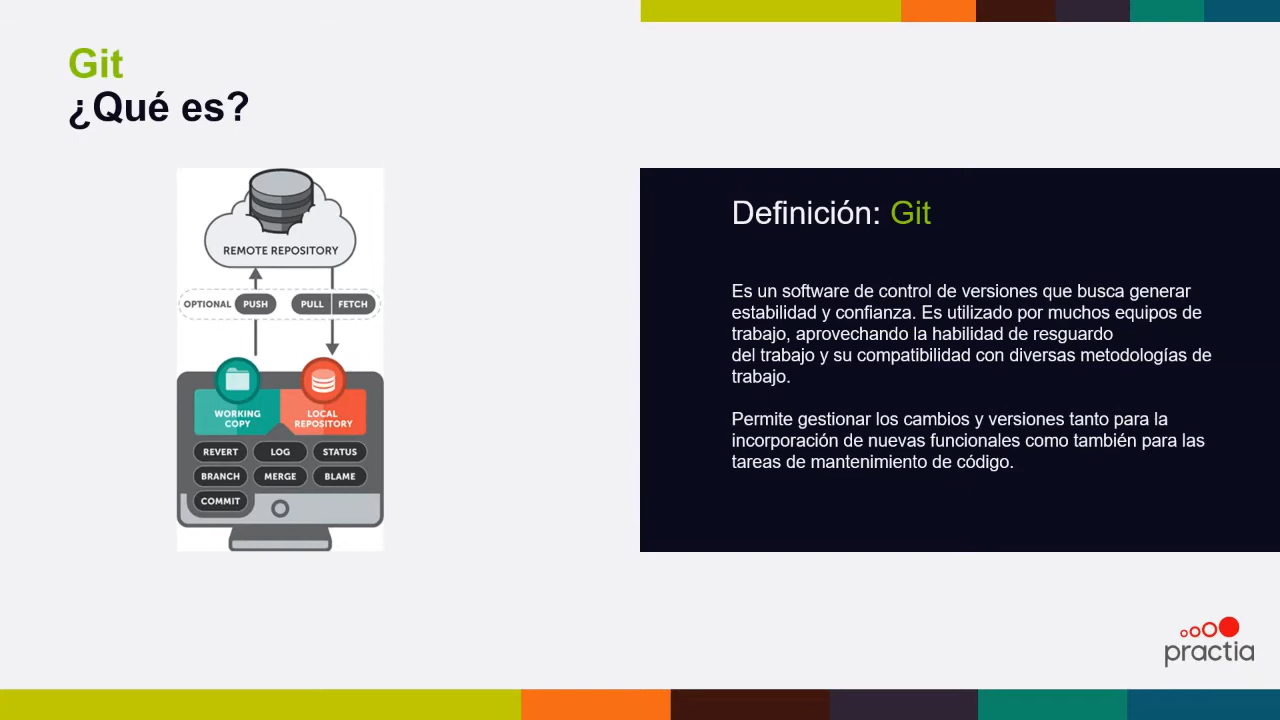 Git
¿Qué es?
REMOTE REPOSITORY
OPTIONAL PUSH PULL FETCH
WORKING COPY
LOCAL REPOSITORY
REVERT LOG STATUS
BRANCH MERGE BLAME
COMMIT
Definición: Git
Es un software de control de versiones que busca generar
estabilidad y confianza. Es utilizado por muchos equipos de
trabajo, aprovechando la habilidad de resguardo
del trabajo y su compatibilidad con diversas metodologías de
trabajo.
Permite gestionar los cambios y versiones tanto para la
incorporación de nuevas funcionales como también para las
tareas de mantenimiento de código.
practia